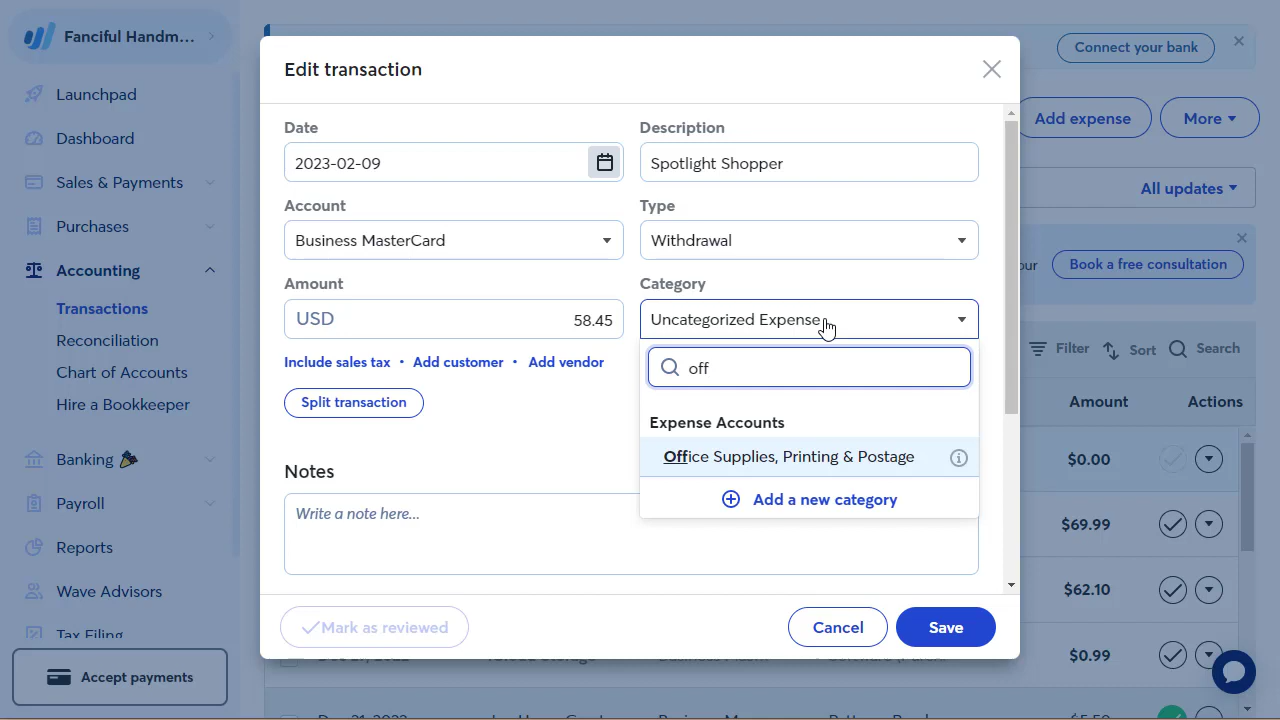 Fanciful Handm...
Launchpad
Dashboard
Sales & Payments
Purchases
Accounting
Transactions
Reconciliation
Chart of Accounts
Hire a Bookkeeper
Banking
Payroll
Reports
Wave Advisors
Tax Filing
Accept payments
Connect your bank
Add expense
More
All updates
our
Book a free consultation
Filter
Sort
Search
Amount
Actions
$0.00
$69.99
$62.10
$0.99
Edit transaction
Date
Description
2023-02-09
Spotlight Shopper
Account
Type
Business MasterCard
Withdrawal
Amount
Category
USD
58.45
Uncategorized Expense
Include sales tax • Add customer • Add vendor
off
Split transaction
Expense Accounts
Office Supplies, Printing & Postage
Add a new category
Notes
Write a note here...
Mark as reviewed
Cancel
Save